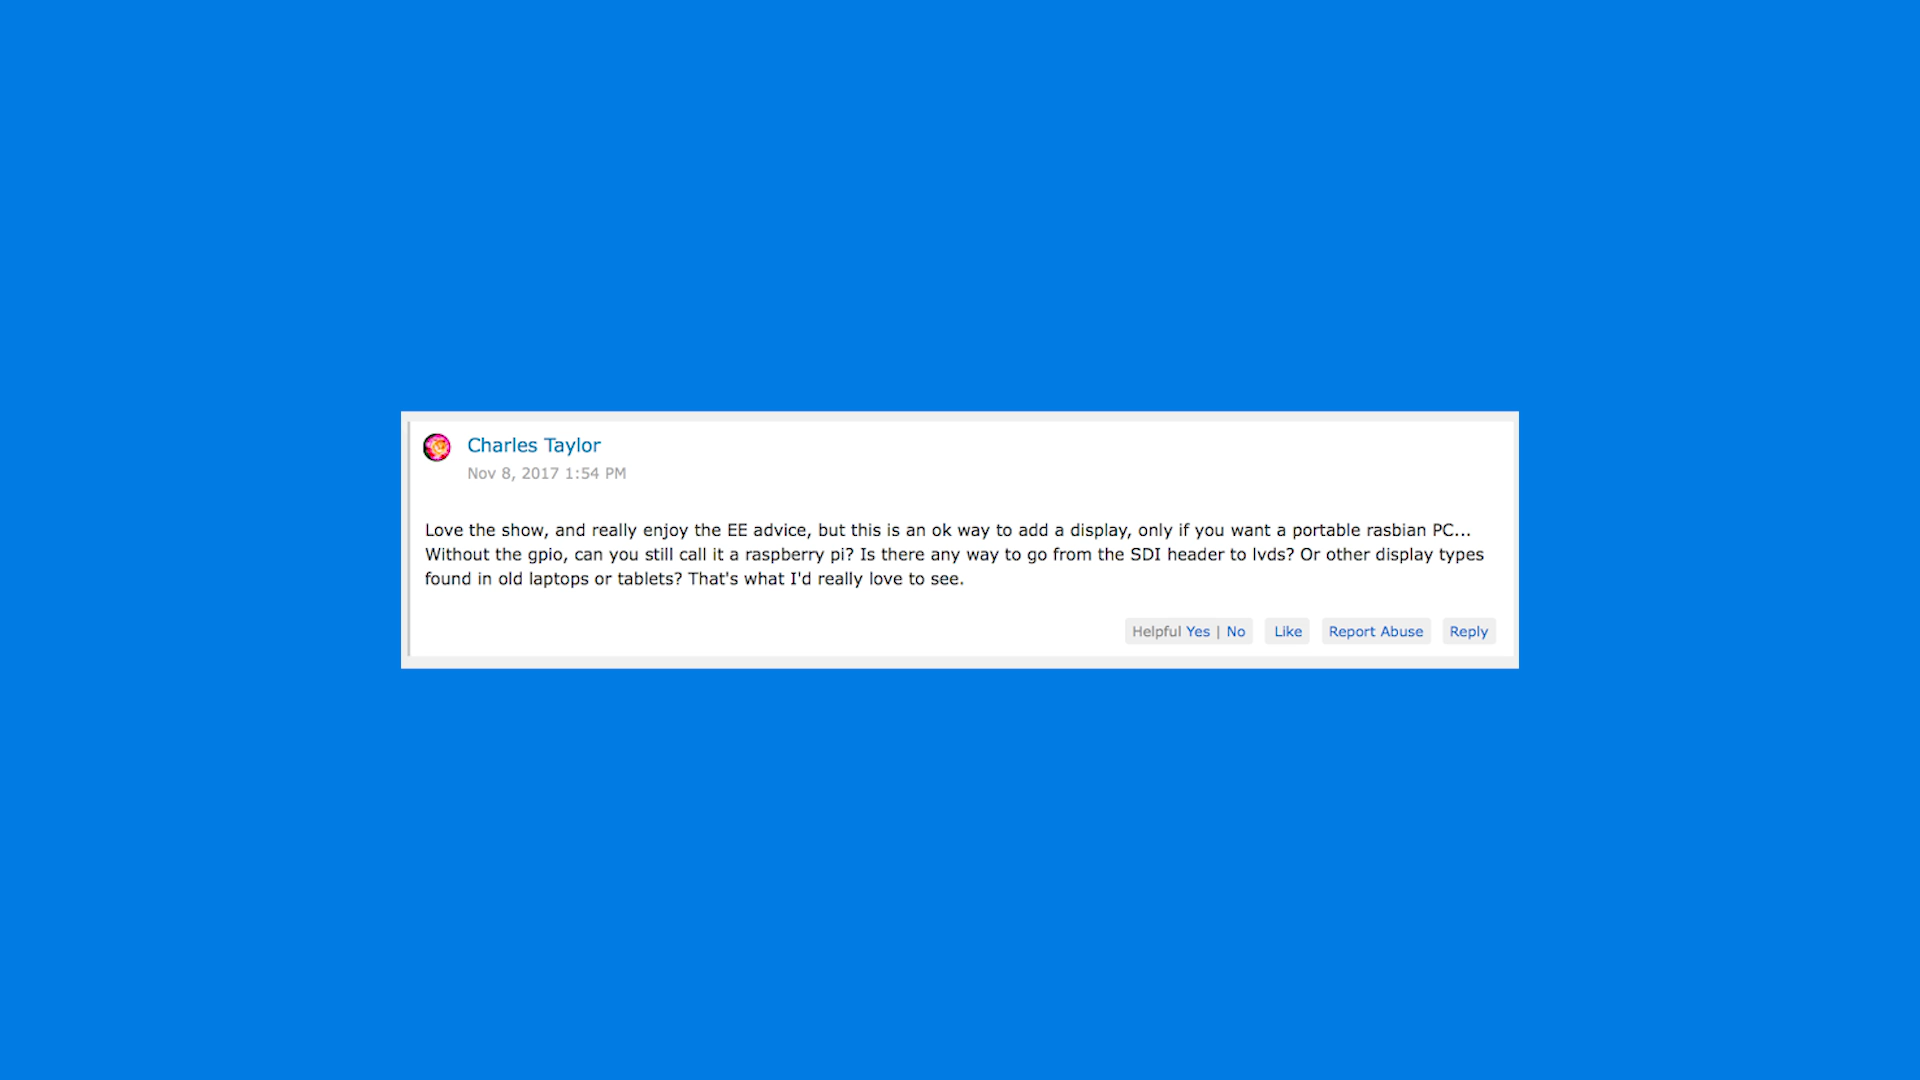 Charles Taylor
Nov 8, 2017 1:54 PM
Love the show, and really enjoy the EE advice, but this is an ok way to add a display, only if you want a portable rasbian PC...
Without the gpio, can you still call it a raspberry pi? Is there any way to go from the SDI header to lvds? Or other display types
found in old laptops or tablets? That's what I'd really love to see.
Helpful Yes | No Like Report Abuse Reply